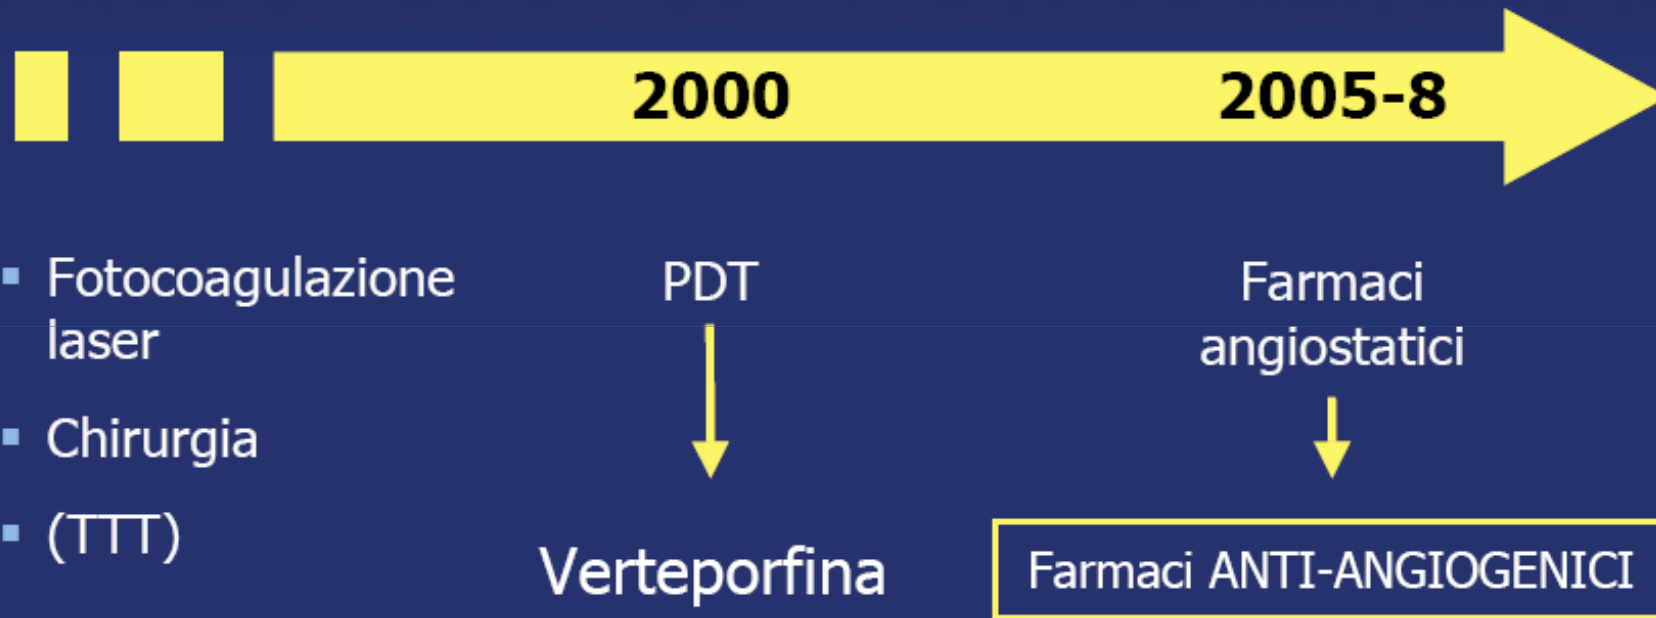 2000
2005-8
Fotocoagulazione
laser
Chirurgia
(TTT)
PDT
Verteporfina
Farmaci
angiostatici
Farmaci ANTI-ANGIOGENICI